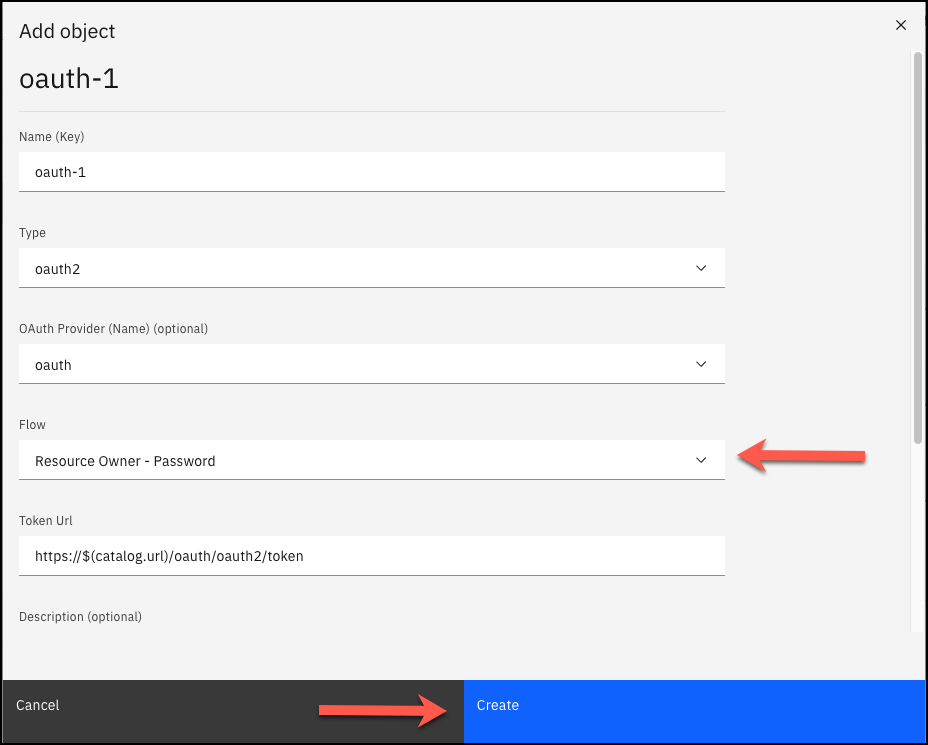 Add object
oauth-1
Name (Key)
oauth-1
Type
oauth2
OAuth Provider (Name) (optional)
oauth
Flow
Resource Owner - Password
Token Url
https://$(catalog.url)/oauth/oauth2/token
Description (optional)
Cancel
Create